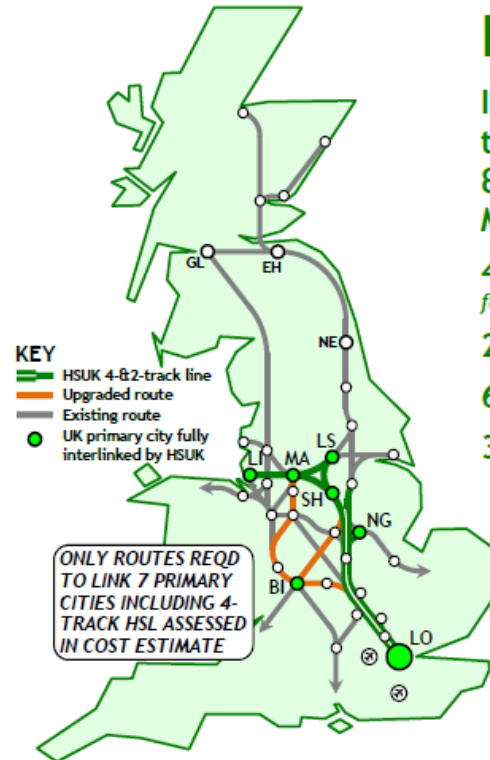 GL
EH
NE
KEY
HSUK 4-&2-track line
Upgraded route
Existing route
UK primary city fully
interlinked by HSUK
LI
MA
LS
SH
NG
BI
LO
ONLY ROUTES REQD
TO LINK 7 PRIMARY
CITIES INCLUDING 4-
TRACK HSL ASSESSED
IN COST ESTIMATE